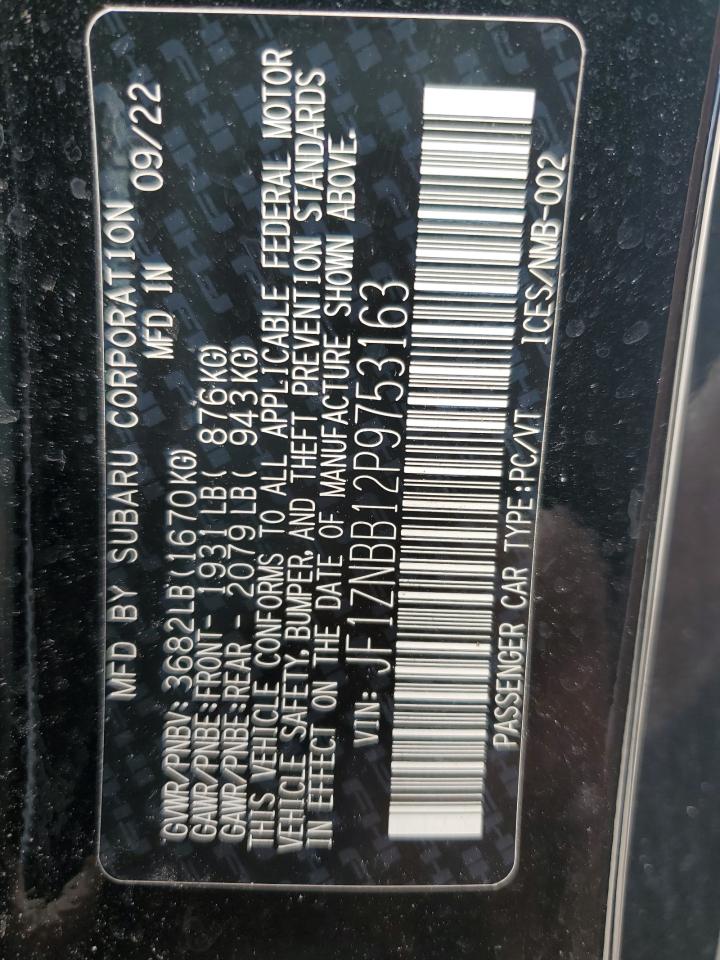 MFD BY SUBARU CORPORATION
MFD IN 09/22
GVWR/PNBV: 3682LB(1670KG)
GAWR/PNBE:FRONT- 1931LB( 876KG)
GAWR/PNBE:REAR - 2079LB( 943KG)
THIS VEHICLE CONFORMS TO ALL APPLICABLE FEDERAL MOTOR
VEHICLE SAFETY,BUMPER, AND THEFT PREVENTION STANDARDS
IN EFFECT ON THE DATE OF MANUFACTURE SHOWN ABOVE.
VIN: JF1ZNBB12P9753163
PASSENGER CAR TYPE:PC/VT ICES/NMB-002